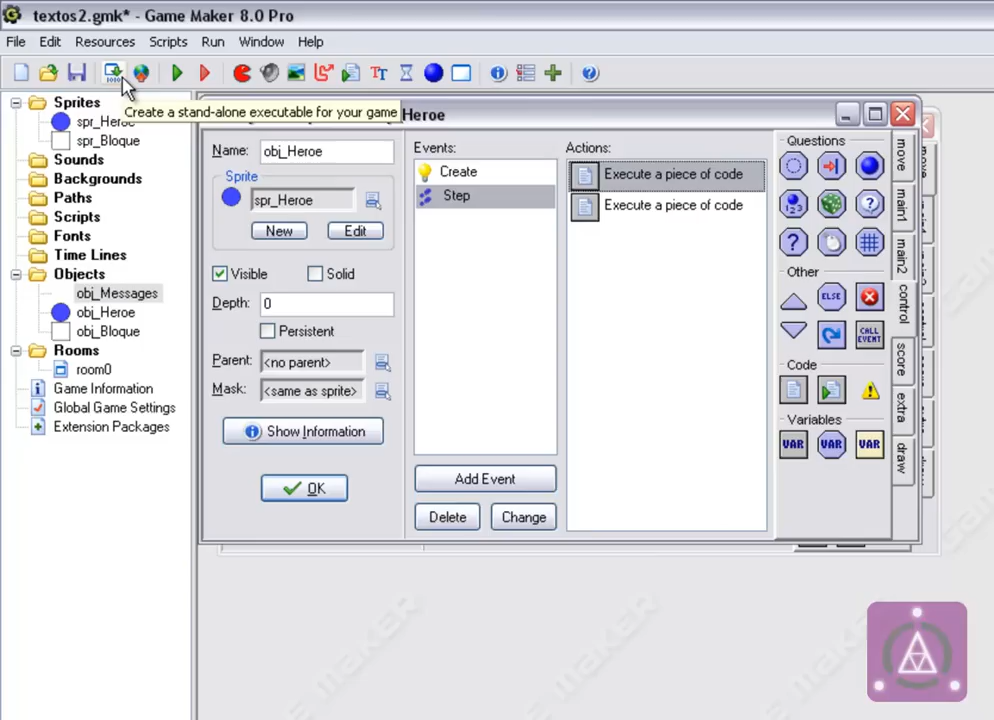 textos2.gmk* - Game Maker 8.0 Pro
File Edit Resources Scripts Run Window Help
Create a stand-alone executable for your game
Heroe
Sprites
spr_Heroe
spr_Bloque
Sounds
Backgrounds
Paths
Scripts
Fonts
Time Lines
Objects
obj_Messages
obj_Heroe
obj_Bloque
Rooms
room0
Game Information
Global Game Settings
Extension Packages
Name: obj_Heroe
Sprite
spr_Heroe
New Edit
Visible Solid
Depth: 0
Persistent
Parent: <no parent>
Mask: <same as sprite>
Show Information
OK
Events:
Create
Step
Add Event
Delete Change
Actions:
Execute a piece of code
Execute a piece of code
Questions
Other
ELSE
CALL EVENT
Code
Variables
VAR VAR VAR
move
main1
main2
control
score
extra
draw